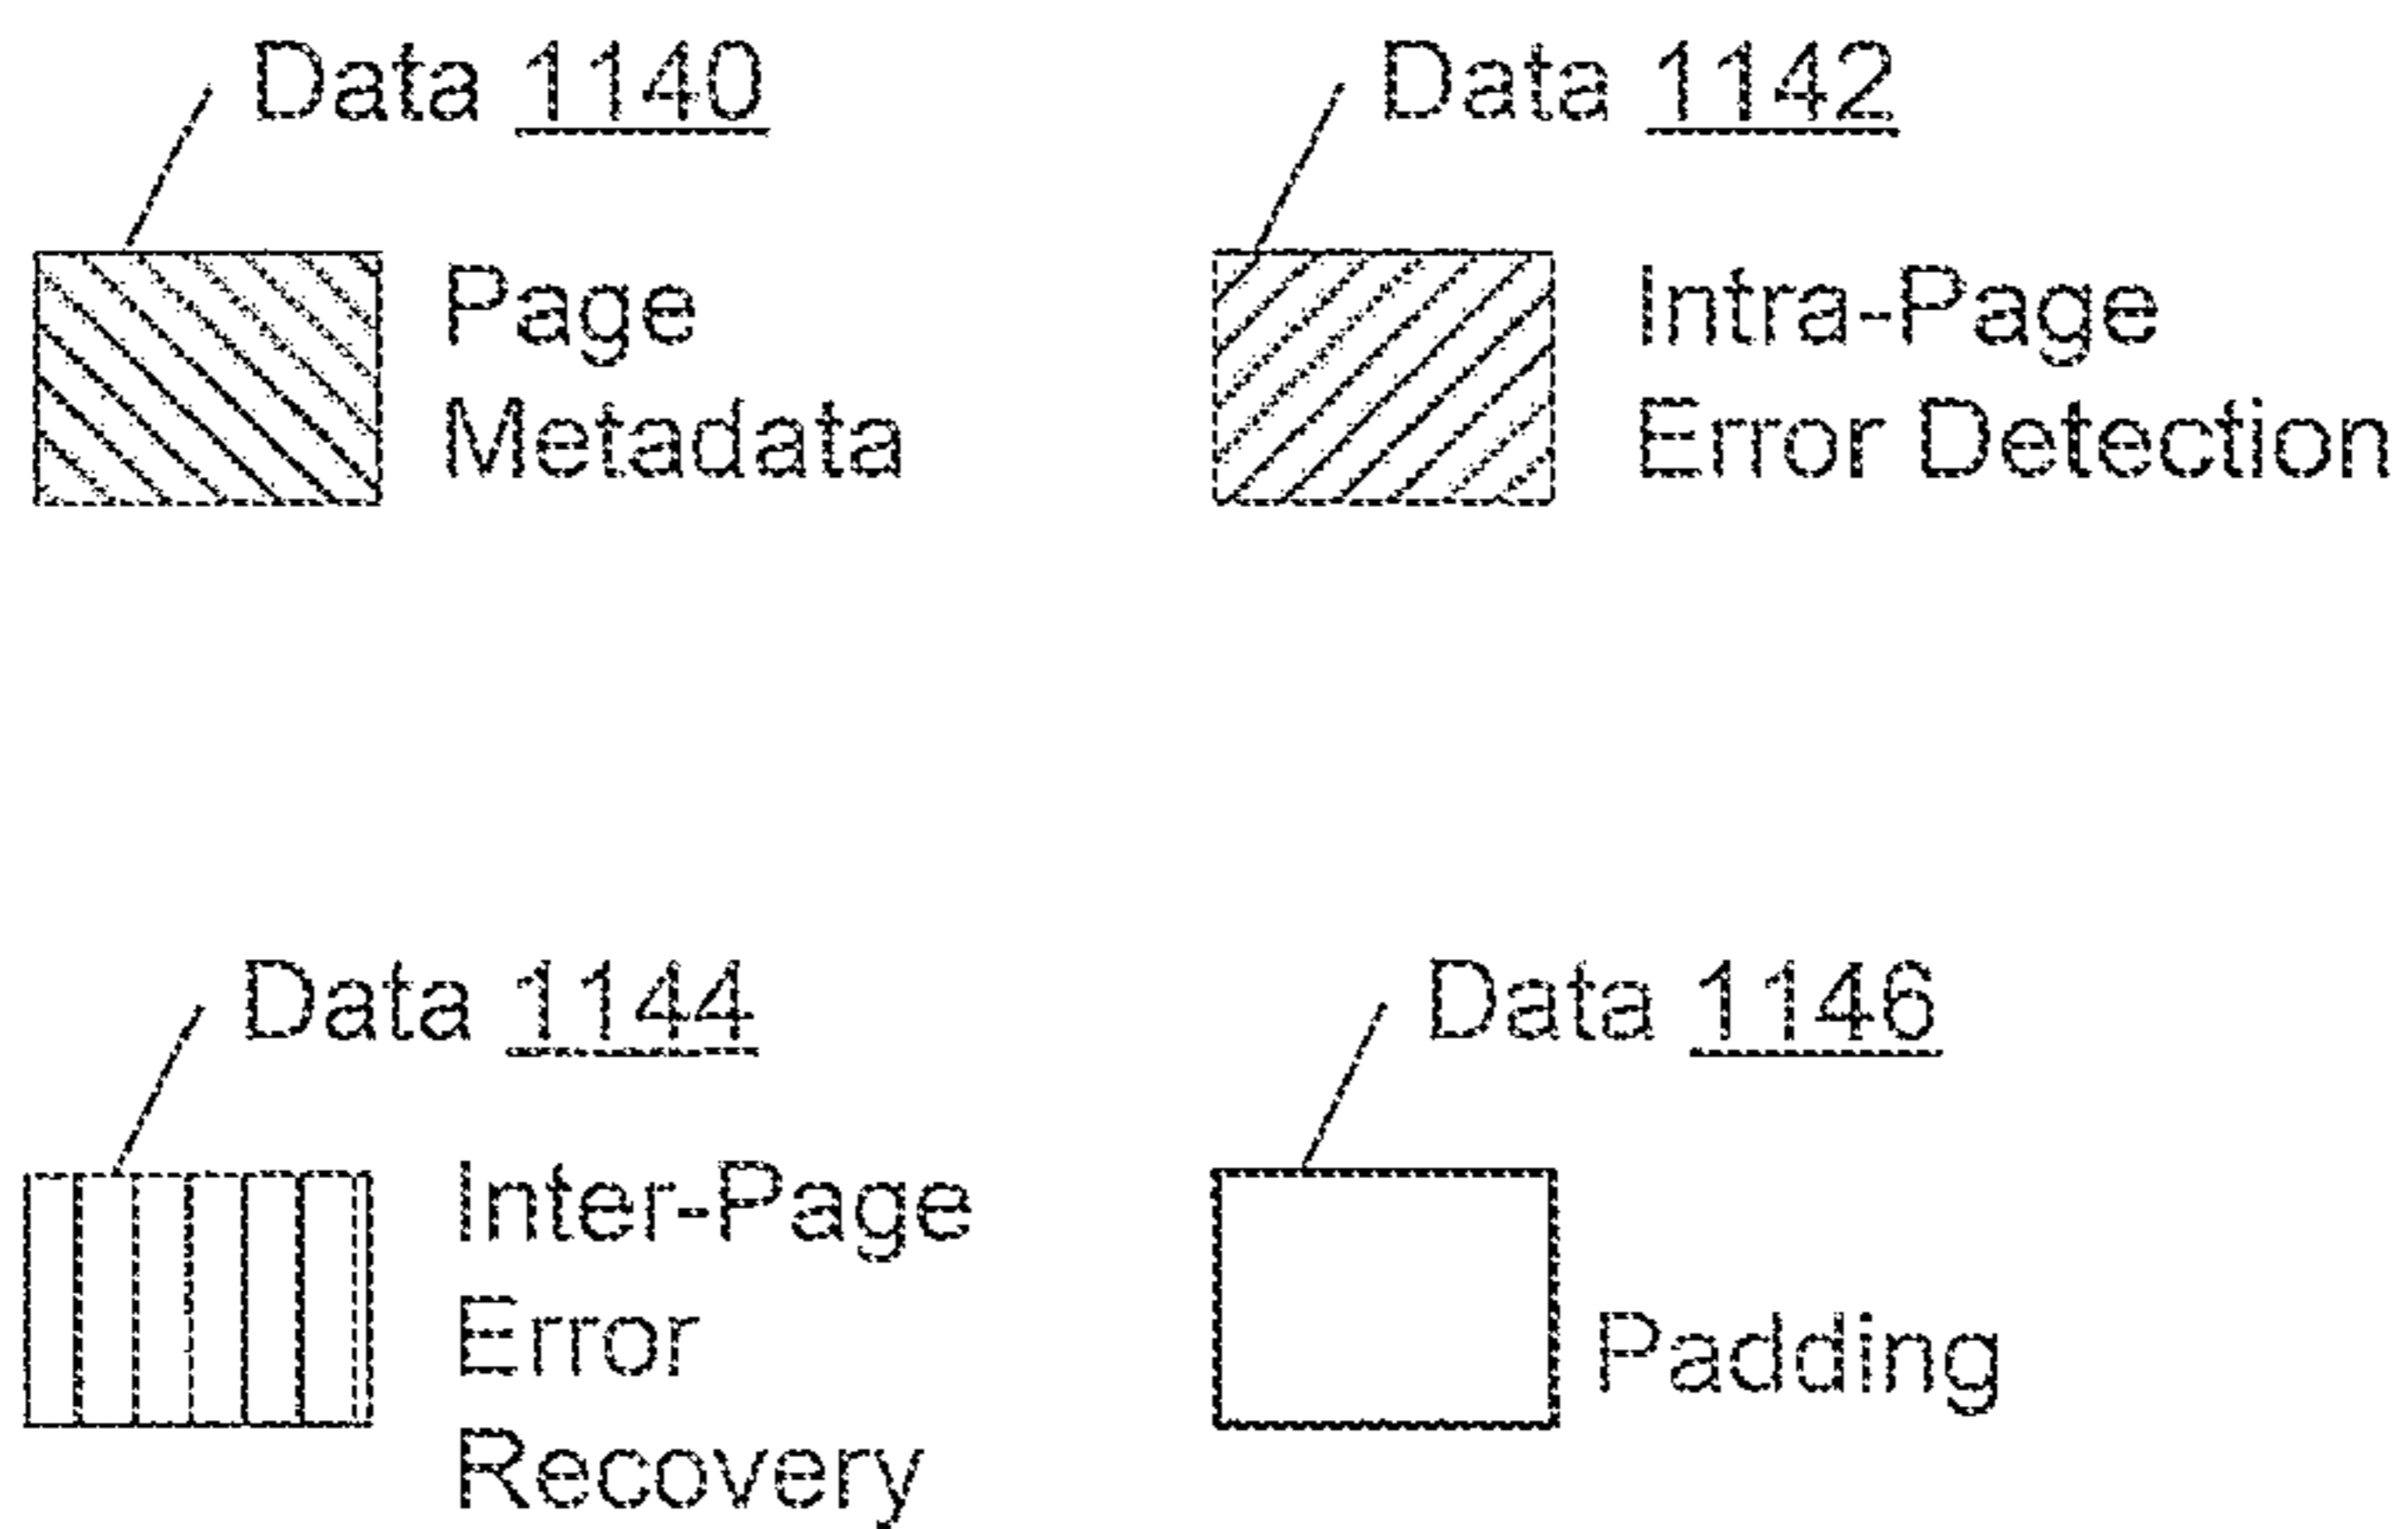 Data 1140
Page
Metadata
Data 1142
Intra-Page
Error Detection
Data 1144
Inter-Page
Error
Recovery
Data 1146
Padding